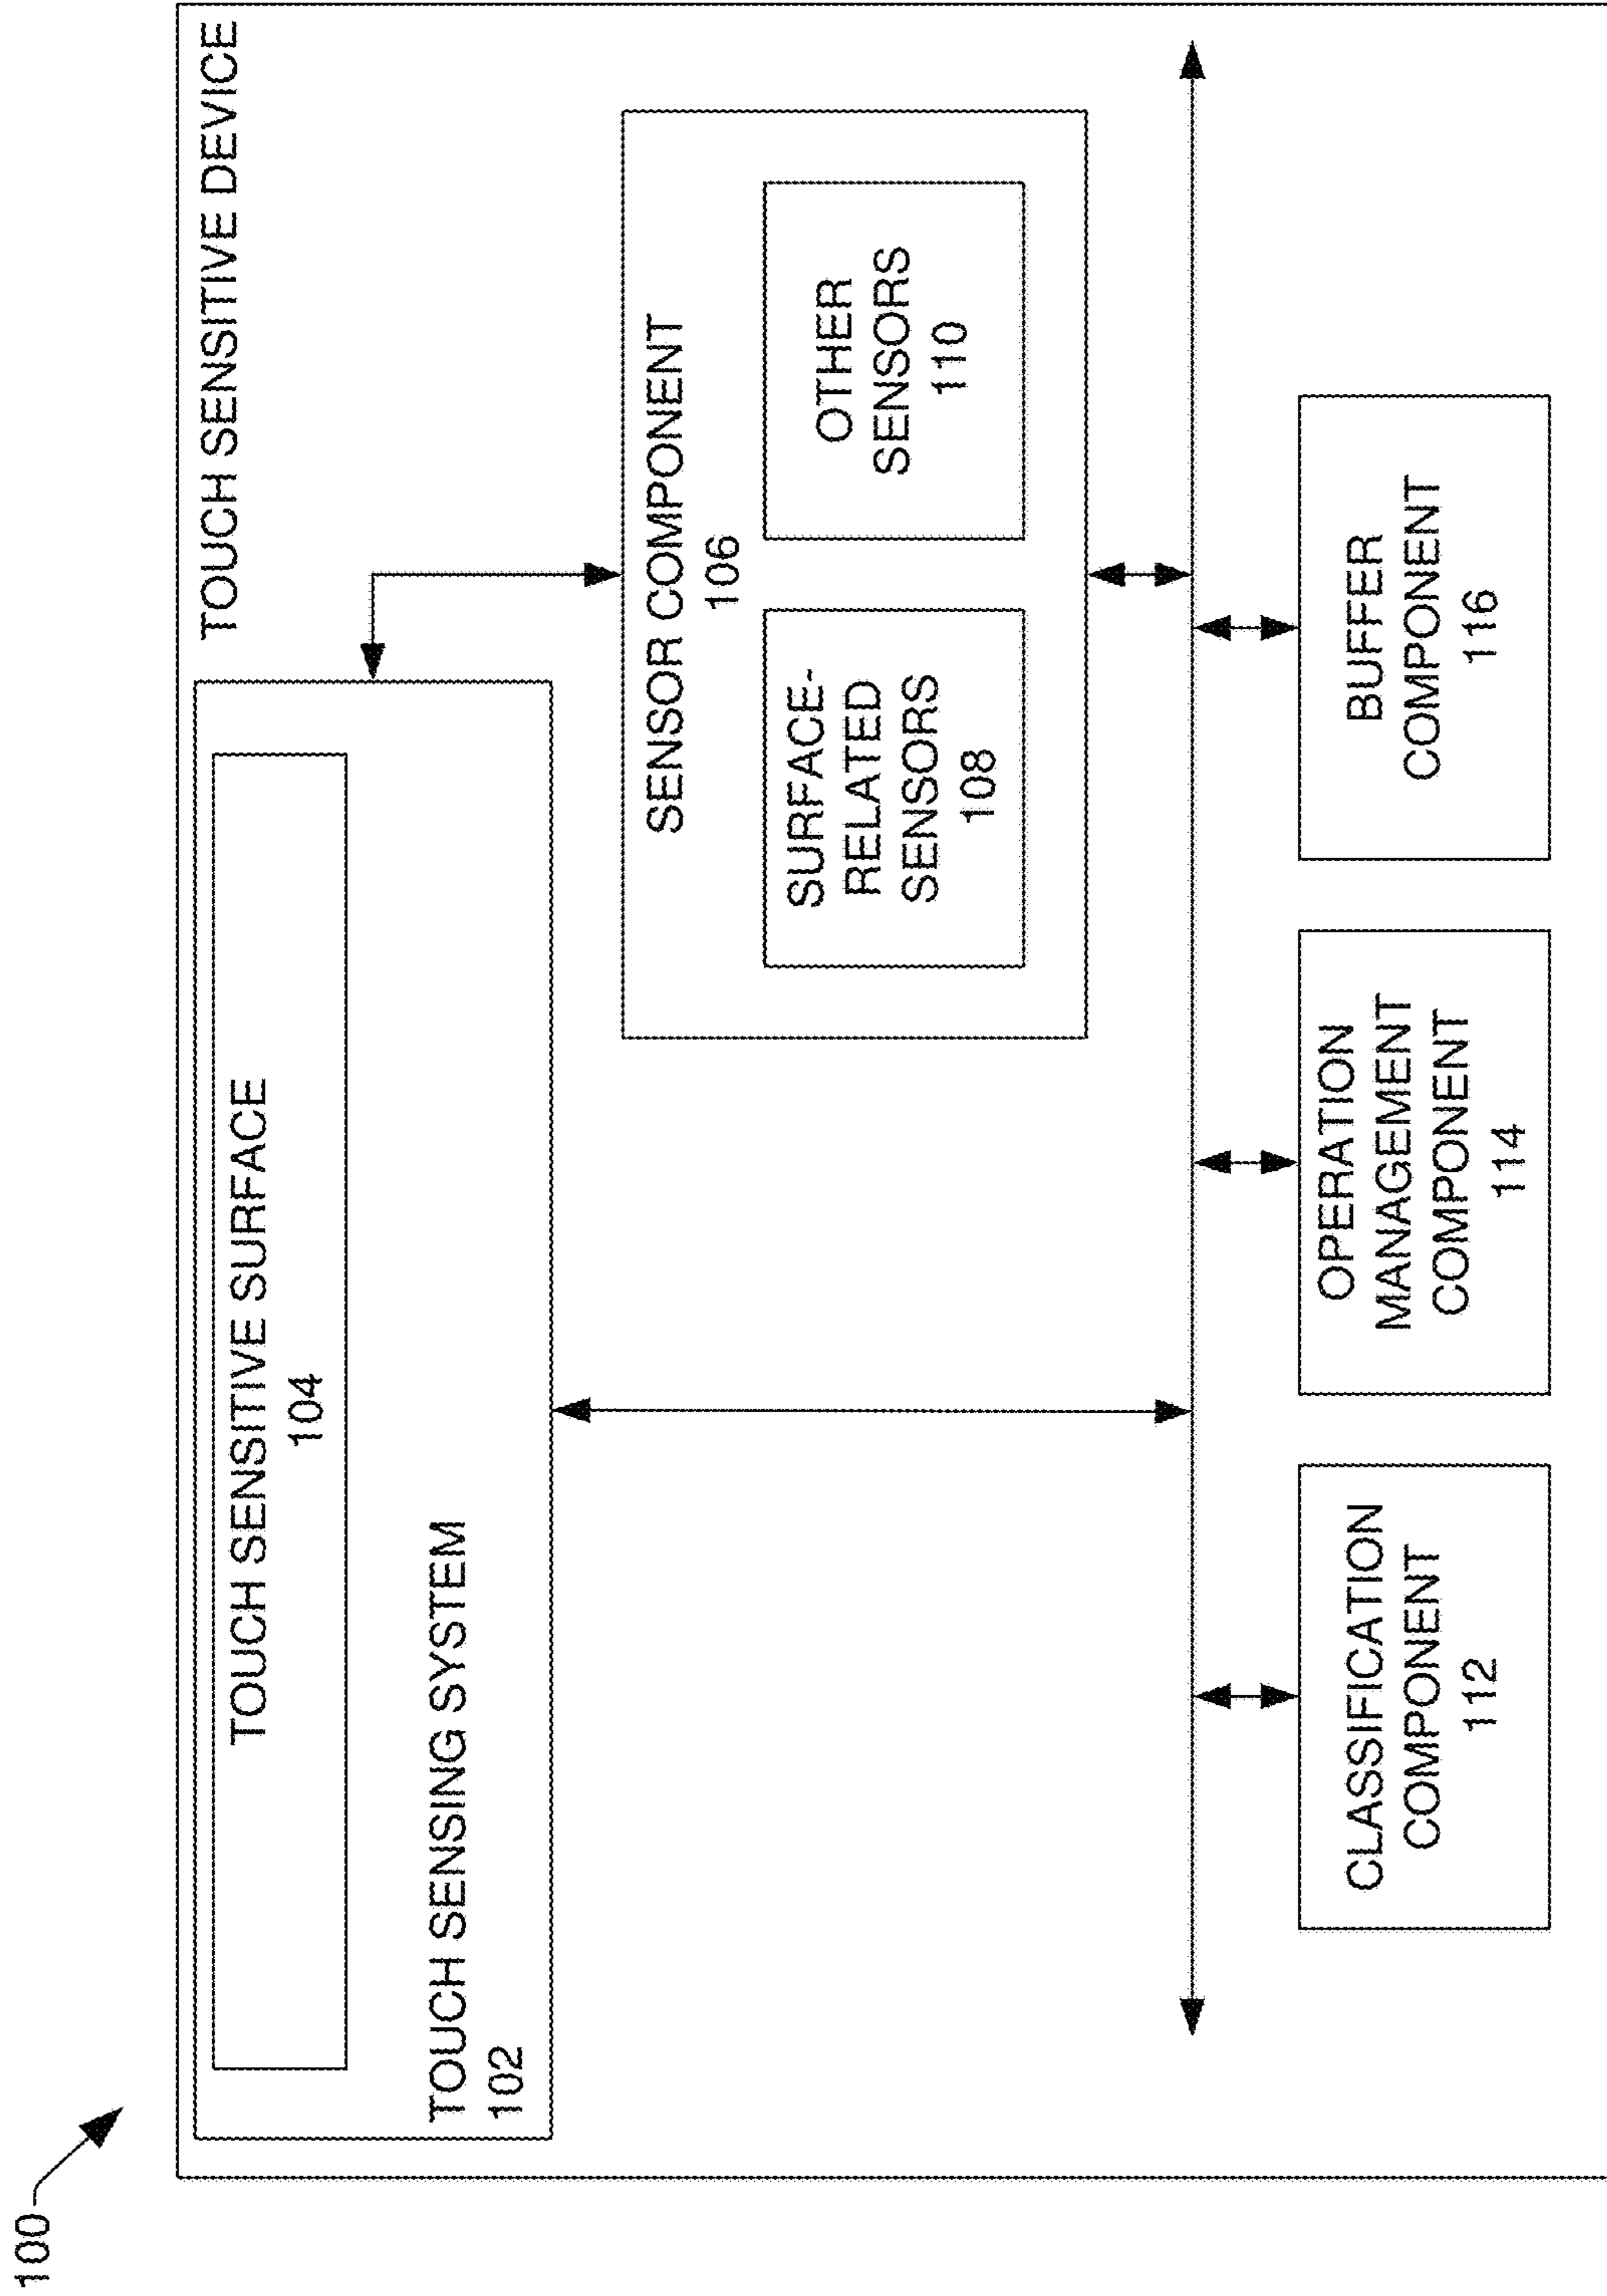 100
TOUCH SENSITIVE DEVICE
TOUCH SENSITIVE SURFACE
104
TOUCH SENSING SYSTEM
102
SENSOR COMPONENT
106
SURFACE-
RELATED
SENSORS
108
OTHER
SENSORS
110
CLASSIFICATION
COMPONENT
112
OPERATION
MANAGEMENT
COMPONENT
114
BUFFER
COMPONENT
116